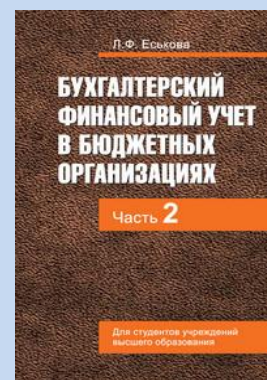 Л.Ф. Еськова
БУХГАЛТЕРСКИЙ
ФИНАНСОВЫЙ УЧЕТ
В БЮДЖЕТНЫХ
ОРГАНИЗАЦИЯХ
Часть 2
Для студентов учреждений
высшего образования